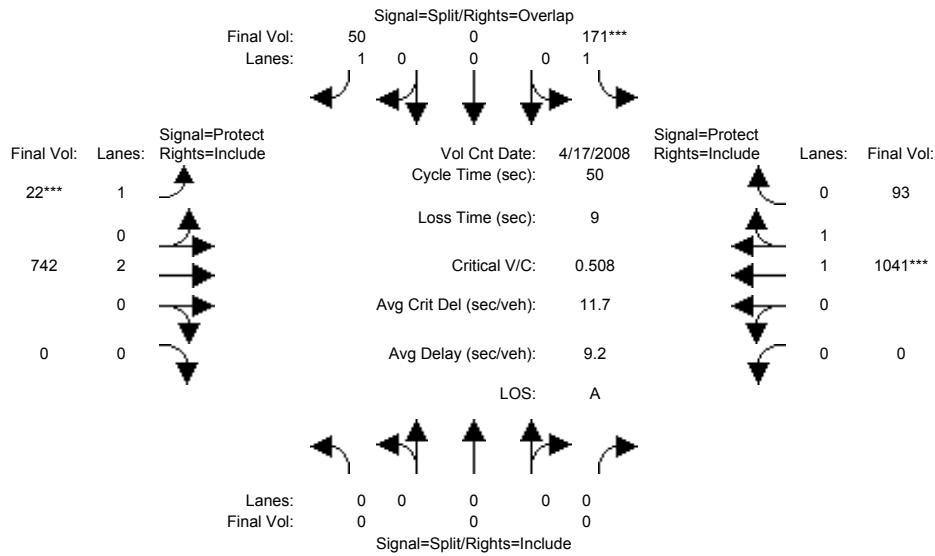 Signal=Split/Rights=Overlap
Final Vol: 50 0 171***
Lanes: 1 0 0 0 1
Signal=Protect Signal=Protect
Final Vol: Lanes: Rights=Include Vol Cnt Date: 4/17/2008 Rights=Include Lanes: Final Vol:
Cycle Time (sec): 50
22*** 1 0 93
Loss Time (sec): 9
0 1
742 2 Critical V/C: 0.508 1 1041***
0 Avg Crit Del (sec/veh): 11.7 0
0 0 Avg Delay (sec/veh): 9.2 0 0
LOS: A
Lanes: 0 0 0 0 0
Final Vol: 0 0 0
Signal=Split/Rights=Include